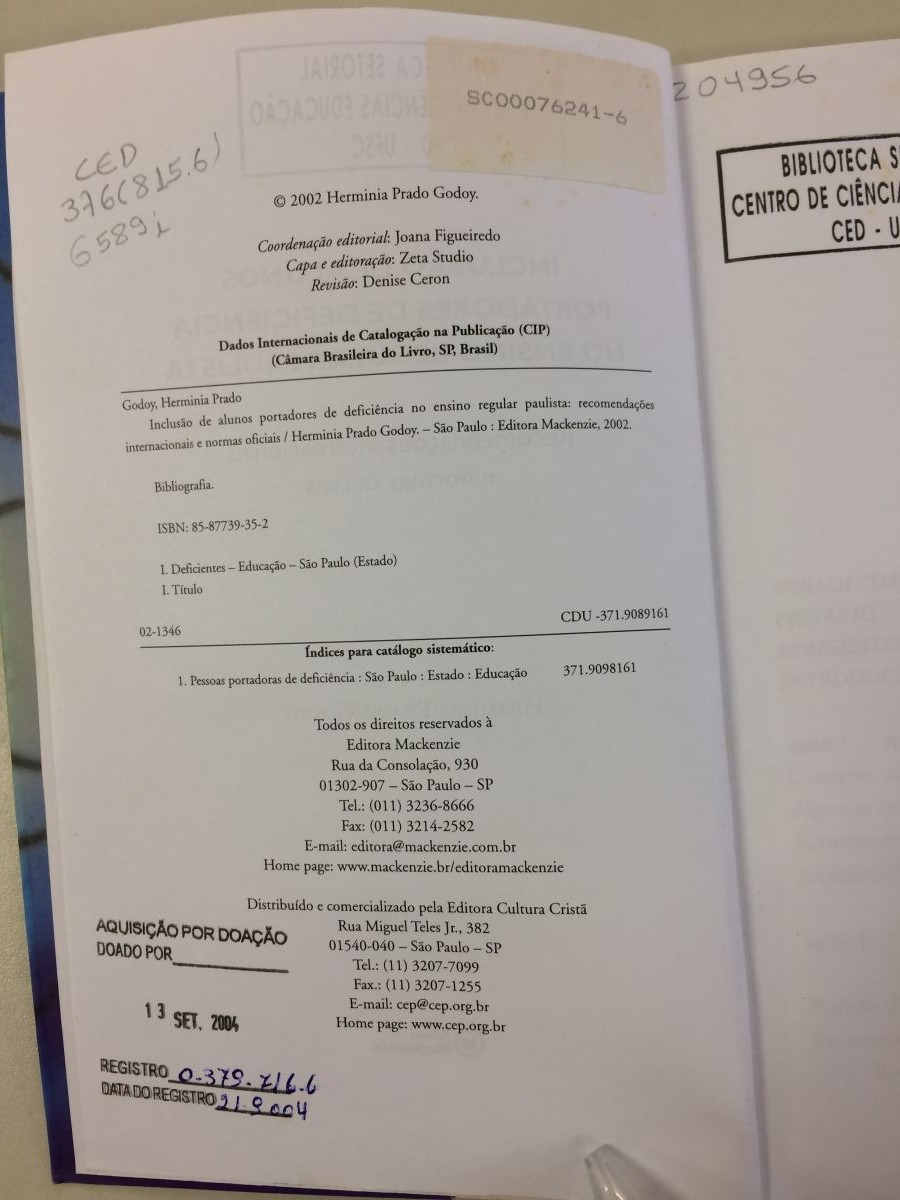 SC00076241-6
204956
CED
376(815.6)
G589i
BIBLIOTECA S
CENTRO DE CIÊNCIA
CED - U
© 2002 Herminia Prado Godoy.
Coordenação editorial: Joana Figueiredo
Capa e editoração: Zeta Studio
Revisão: Denise Ceron
Dados Internacionais de Catalogação na Publicação (CIP)
(Câmara Brasileira do Livro, SP, Brasil)
Godoy, Herminia Prado
Inclusão de alunos portadores de deficiência no ensino regular paulista: recomendações
internacionais e normas oficiais / Herminia Prado Godoy. – São Paulo : Editora Mackenzie, 2002.
Bibliografia.
ISBN: 85-87739-35-2
I. Deficientes – Educação – São Paulo (Estado)
I. Título
02-1346
CDU -371.9089161
Índices para catálogo sistemático:
1. Pessoas portadoras de deficiência : São Paulo : Estado : Educação 371.9098161
Todos os direitos reservados à
Editora Mackenzie
Rua da Consolação, 930
01302-907 – São Paulo – SP
Tel.: (011) 3236-8666
Fax: (011) 3214-2582
E-mail: editora@mackenzie.com.br
Home page: www.mackenzie.br/editoramackenzie
Distribuído e comercializado pela Editora Cultura Cristã
Rua Miguel Teles Jr., 382
01540-040 – São Paulo – SP
Tel.: (11) 3207-7099
Fax.: (11) 3207-1255
E-mail: cep@cep.org.br
Home page: www.cep.org.br
AQUISIÇÃO POR DOAÇÃO
DOADO POR
13 SET. 2004
REGISTRO 0.379.716.6
DATA DO REGISTRO